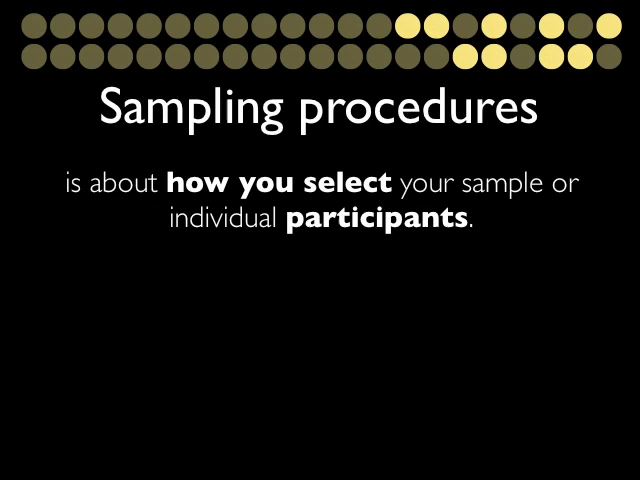 Sampling procedures
is about how you select your sample or
individual participants.